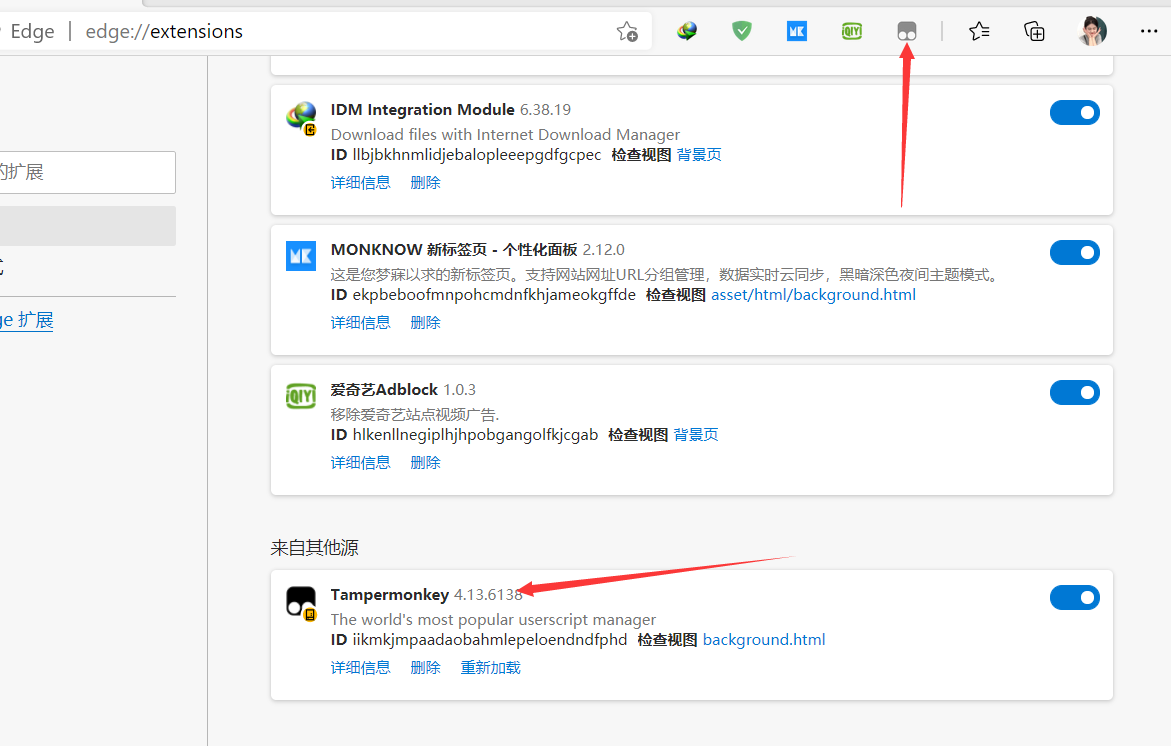 Edge | edge://extensions
MK
QIY
IDM Integration Module 6.38.19
Download files with Internet Download Manager
ID llbjbkhnmlidjebalopleeepgdfgcpec 检查视图 背景页
详细信息 删除
的扩展
MK
MONKNOW 新标签页 - 个性化面板 2.12.0
这是您梦寐以求的新标签页。支持网站网址URL分组管理，数据实时云同步，黑暗深色夜间主题模式。
ID ekpbeboofmnpohcmdnfkhjameokgffde 检查视图 asset/html/background.html
详细信息 删除
ge 扩展
iQIYI
爱奇艺Adblock 1.0.3
移除爱奇艺站点视频广告.
ID hlkenllnegiplhjhpobgangolfkjcgab 检查视图 背景页
详细信息 删除
来自其他源
Tampermonkey 4.13.6138
The world's most popular userscript manager
ID iikmkjmpaadaobahmlepeloendndfphd 检查视图 background.html
详细信息 删除 重新加载